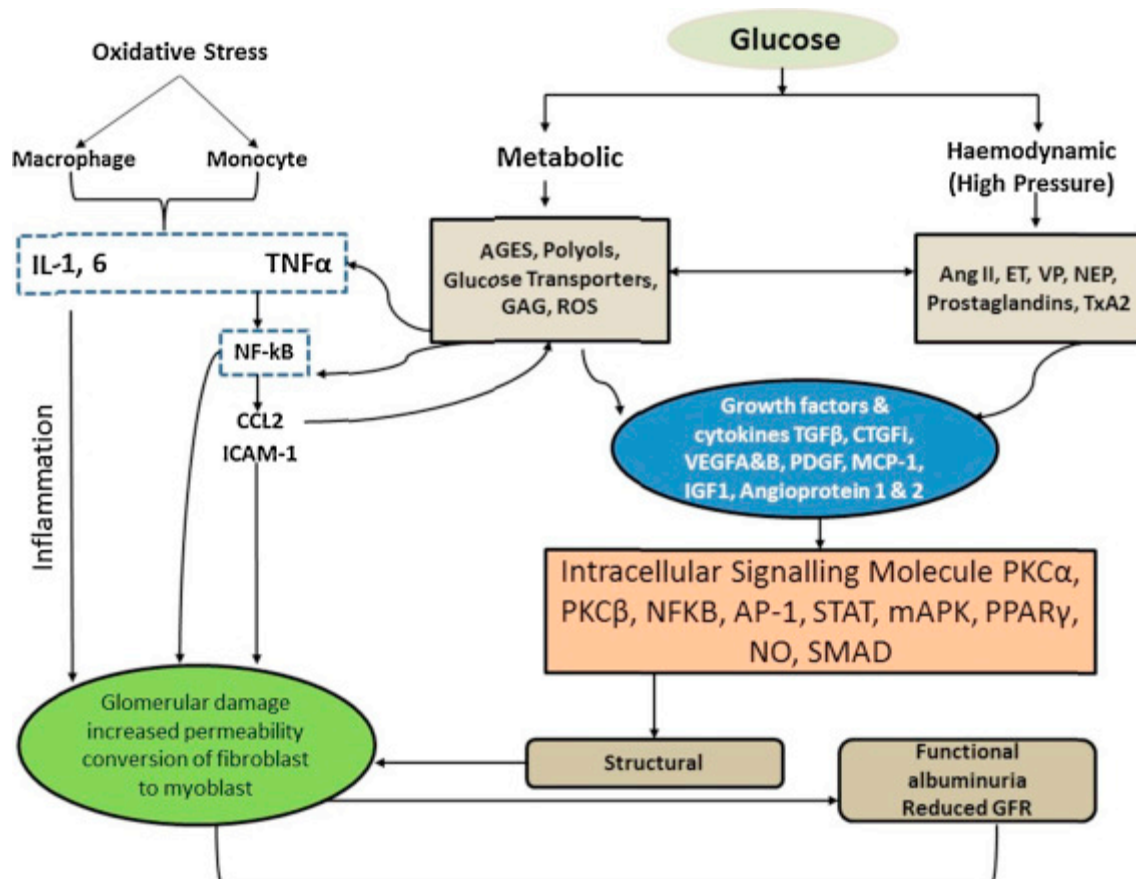 Oxidative Stress
Macrophage
Monocyte
IL-1, 6
TNFα
NF-kB
CCL2
ICAM-1
Inflammation
Glucose
Metabolic
Haemodynamic
(High Pressure)
AGES, Polyols,
Glucose Transporters,
GAG, ROS
Ang II, ET, VP, NEP,
Prostaglandins, TxA2
Growth factors &
cytokines TGFβ, CTGFi,
VEGFA&B, PDGF, MCP-1,
IGF1, Angioprotein 1 & 2
Intracellular Signalling Molecule PKCα,
PKCβ, NFKB, AP-1, STAT, mAPK, PPARγ,
NO, SMAD
Glomerular damage
increased permeability
conversion of fibroblast
to myoblast
Structural
Functional
albuminuria
Reduced GFR